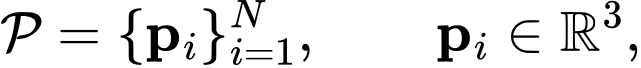 𝒫 = {𝐩ᵢ}ᵢ₌₁ᴺ, 𝐩ᵢ ∈ ℝ³,